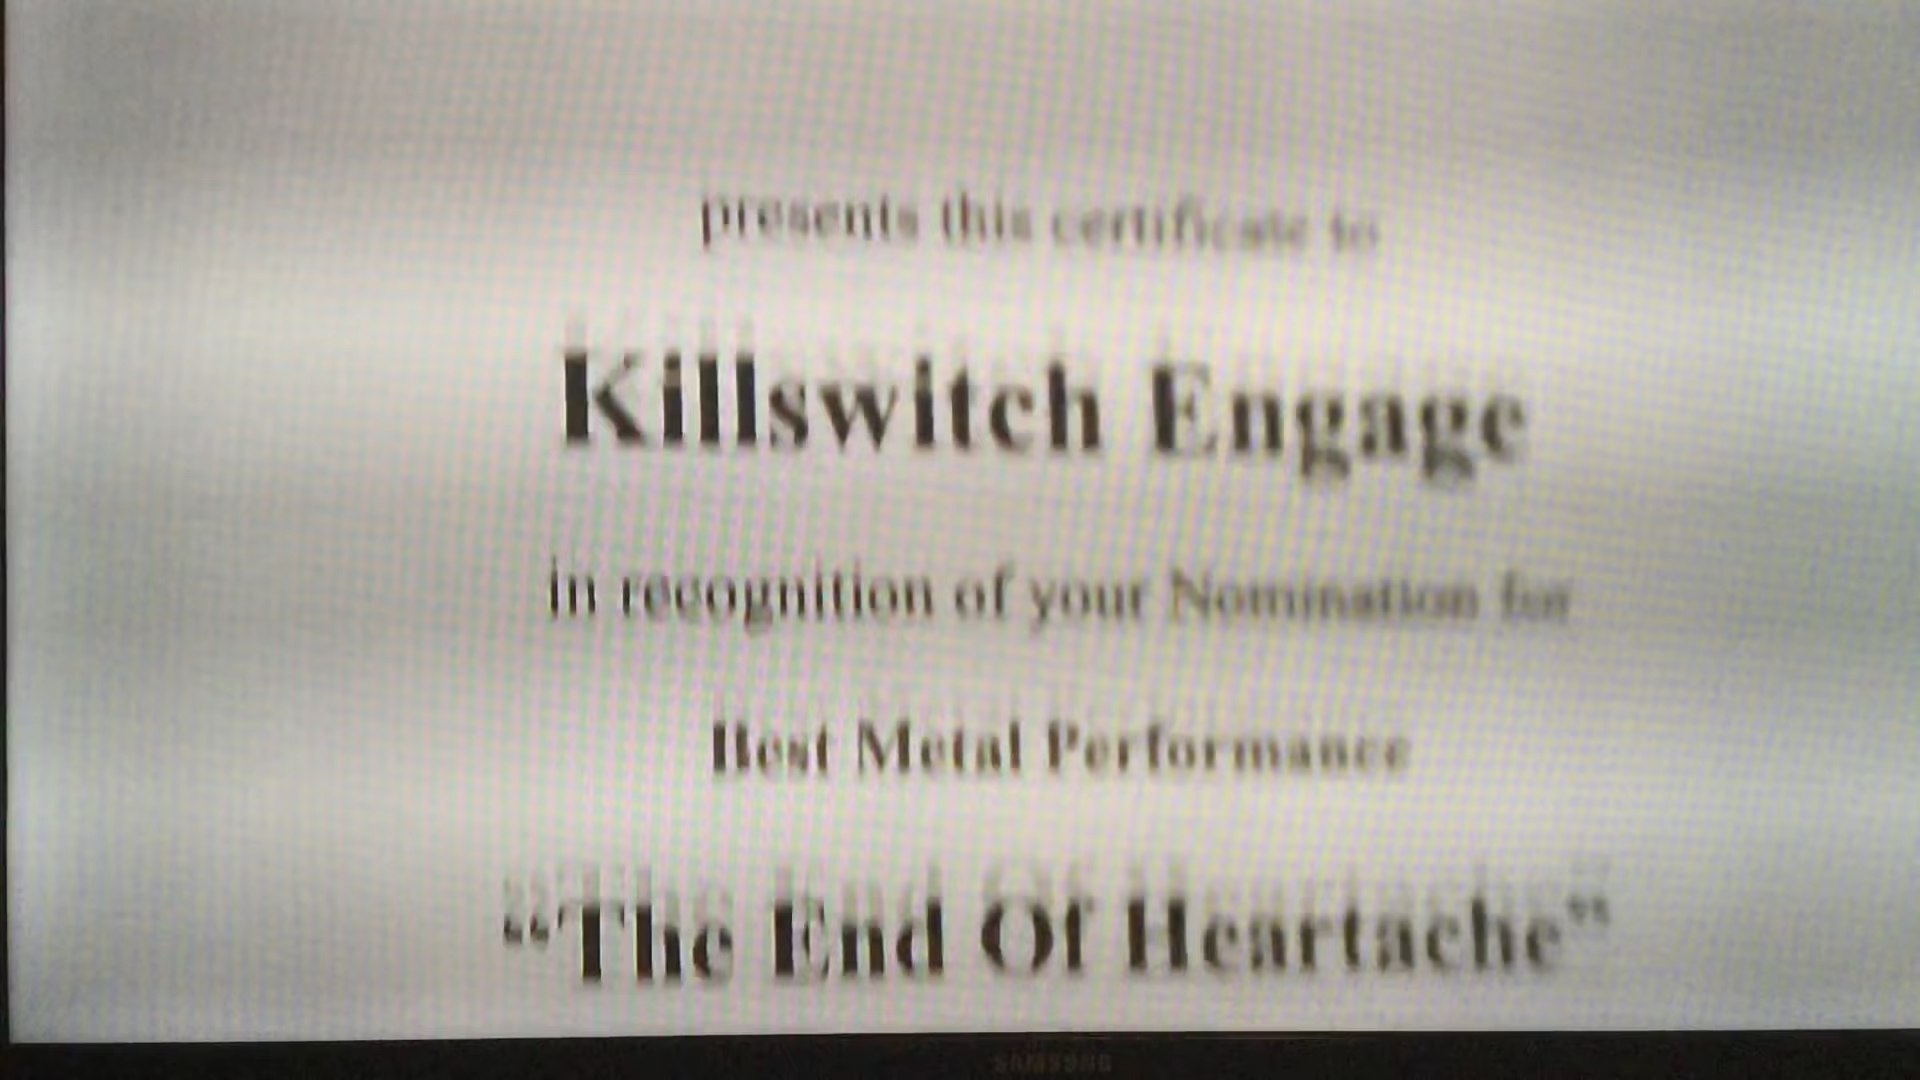 presents this certificate to
Killswitch Engage
in recognition of your Nomination for
Best Metal Performance
“The End Of Heartache”
SAMSUNG